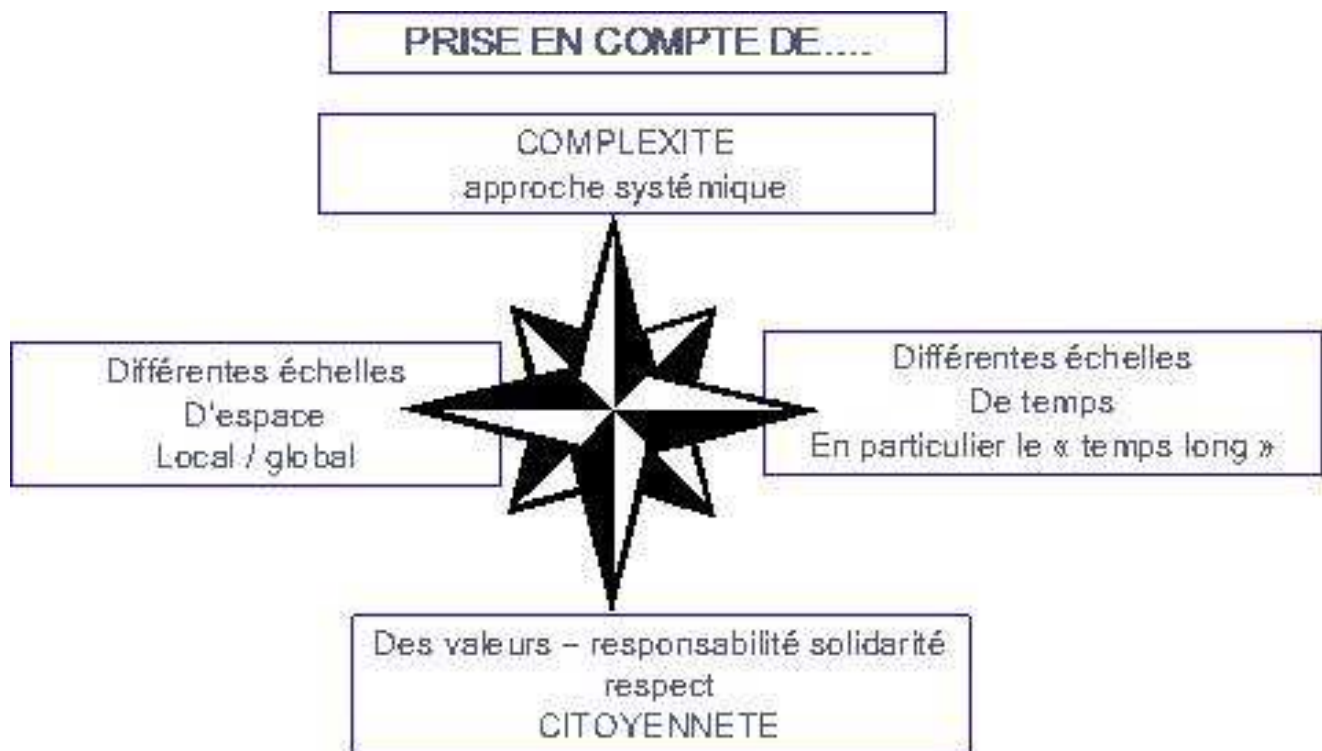 PRISE EN COMPTE DE....
COMPLEXITE
approche systémique
Différentes échelles
D'espace
Local / global
Différentes échelles
De temps
En particulier le « temps long »
Des valeurs – responsabilité solidarité
respect
CITOYENNETE